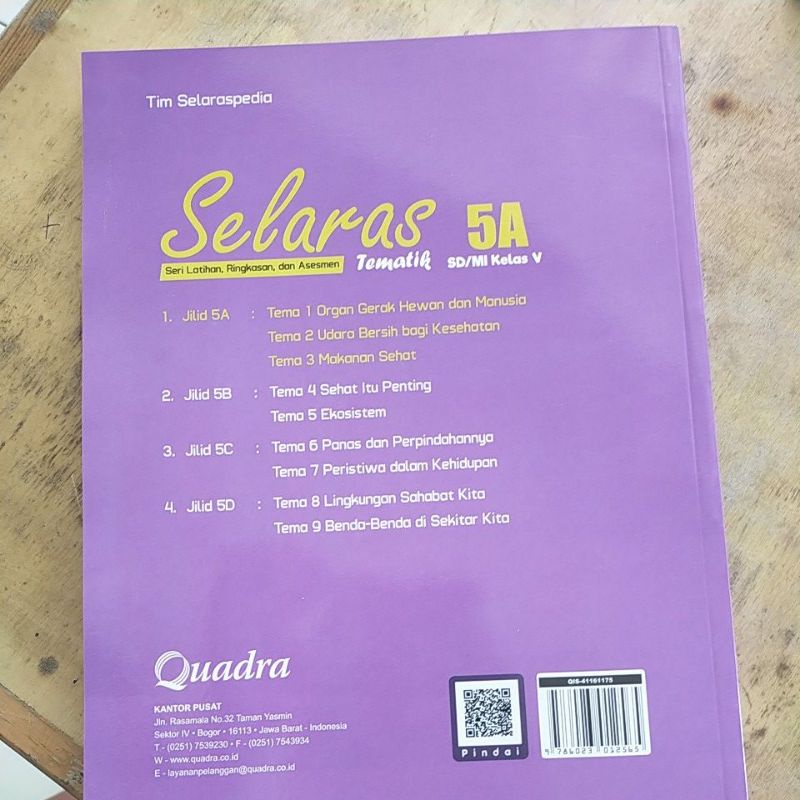 Tim Selaraspedia
Selaras 5A
Seri Latihan, Ringkasan, dan Asesmen Tematik SD/MI Kelas V
1. Jilid 5A : Tema 1 Organ Gerak Hewan dan Manusia
Tema 2 Udara Bersih bagi Kesehatan
Tema 3 Makanan Sehat
2. Jilid 5B : Tema 4 Sehat Itu Penting
Tema 5 Ekosistem
3. Jilid 5C : Tema 6 Panas dan Perpindahannya
Tema 7 Peristiwa dalam Kehidupan
4. Jilid 5D : Tema 8 Lingkungan Sahabat Kita
Tema 9 Benda-Benda di Sekitar Kita
Quadra
KANTOR PUSAT
Jln. Rasamala No.32 Taman Yasmin
Sektor IV • Bogor • 16113 • Jawa Barat - Indonesia
T - (0251) 7539230 • F - (0251) 7543934
W - www.quadra.co.id
E - layananpelanggan@quadra.co.id
Pindai
QIS-41161175
9 786023 012565